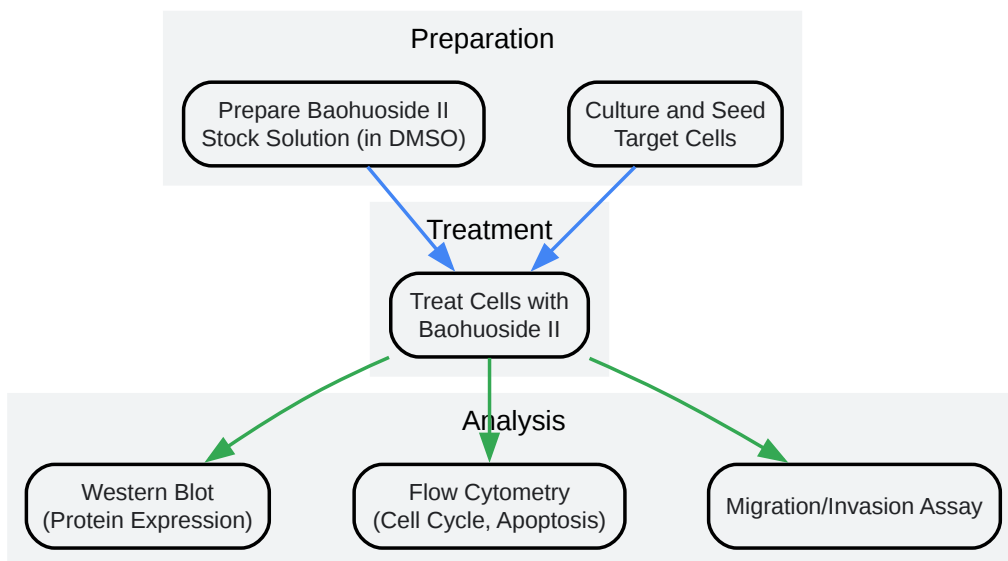 Preparation
Prepare Baohuoside II
Stock Solution (in DMSO)
Culture and Seed
Target Cells
Treatment
Treat Cells with
Baohuoside II
Analysis
Western Blot
(Protein Expression)
Flow Cytometry
(Cell Cycle, Apoptosis)
Migration/Invasion Assay